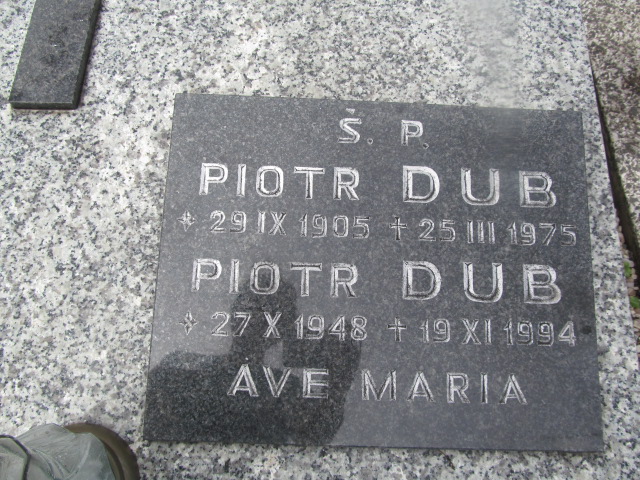 Ś. P.
PIOTR DUB
* 29 IX 1905 + 25 III 1975
PIOTR DUB
* 27 X 1948 + 19 XI 1994
AVE MARIA